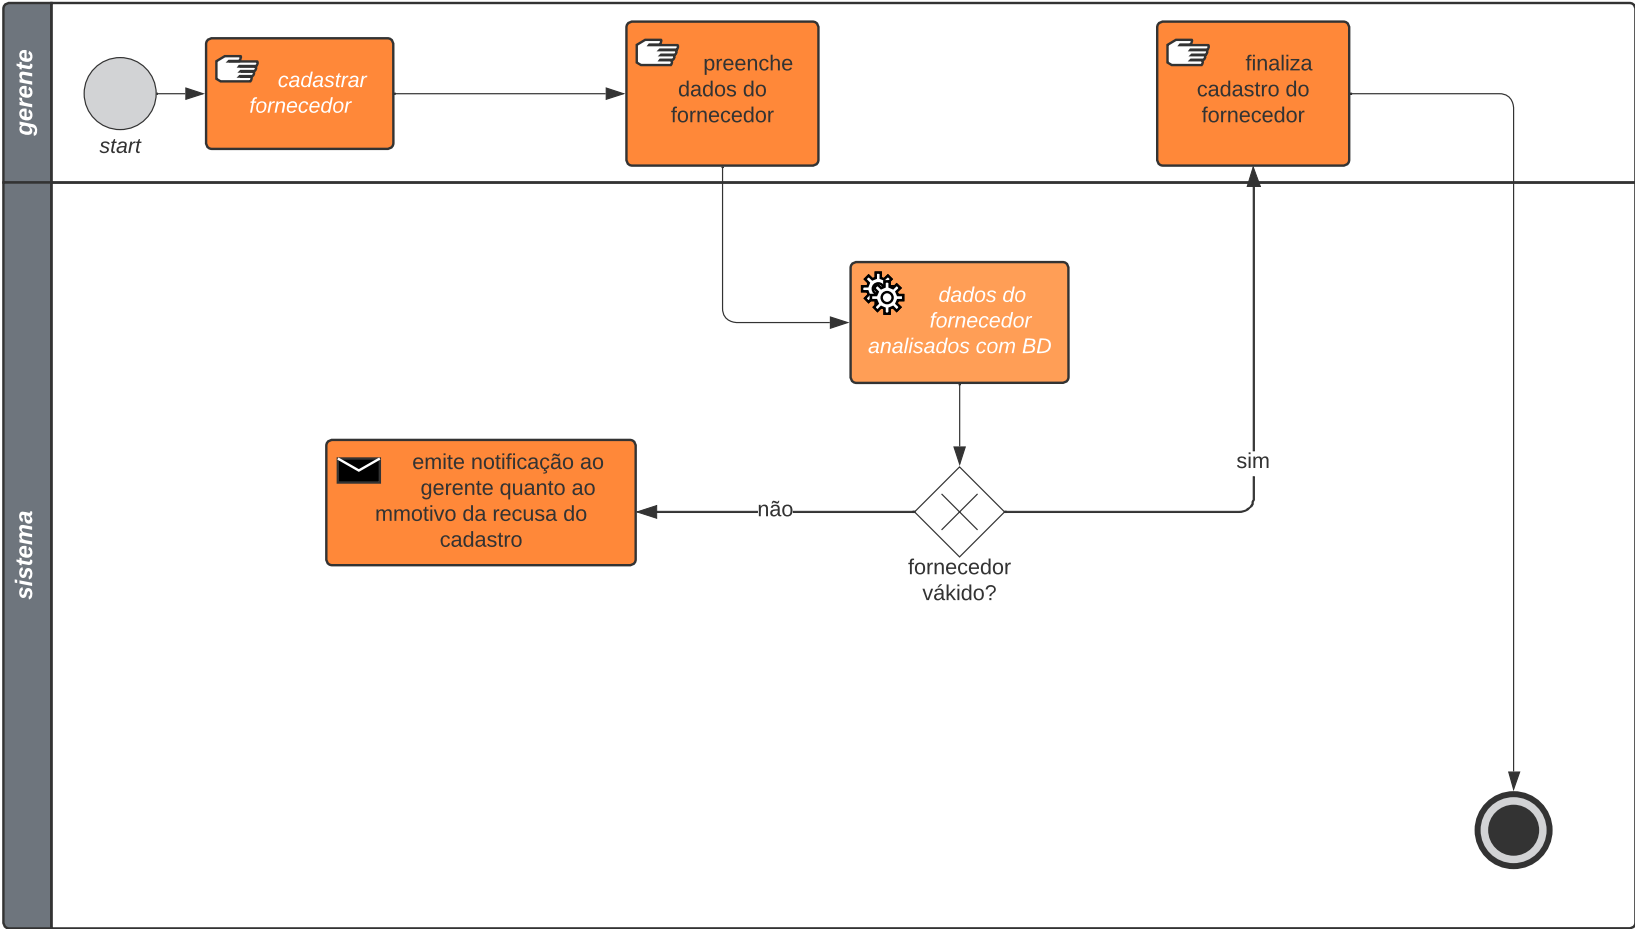 gerente
start
cadastrar
fornecedor
preenche
dados do
fornecedor
finaliza
cadastro do
fornecedor
sistema
dados do
fornecedor
analisados com BD
emite notificação ao
gerente quanto ao
mmotivo da recusa do
cadastro
não
sim
fornecedor
vákido?